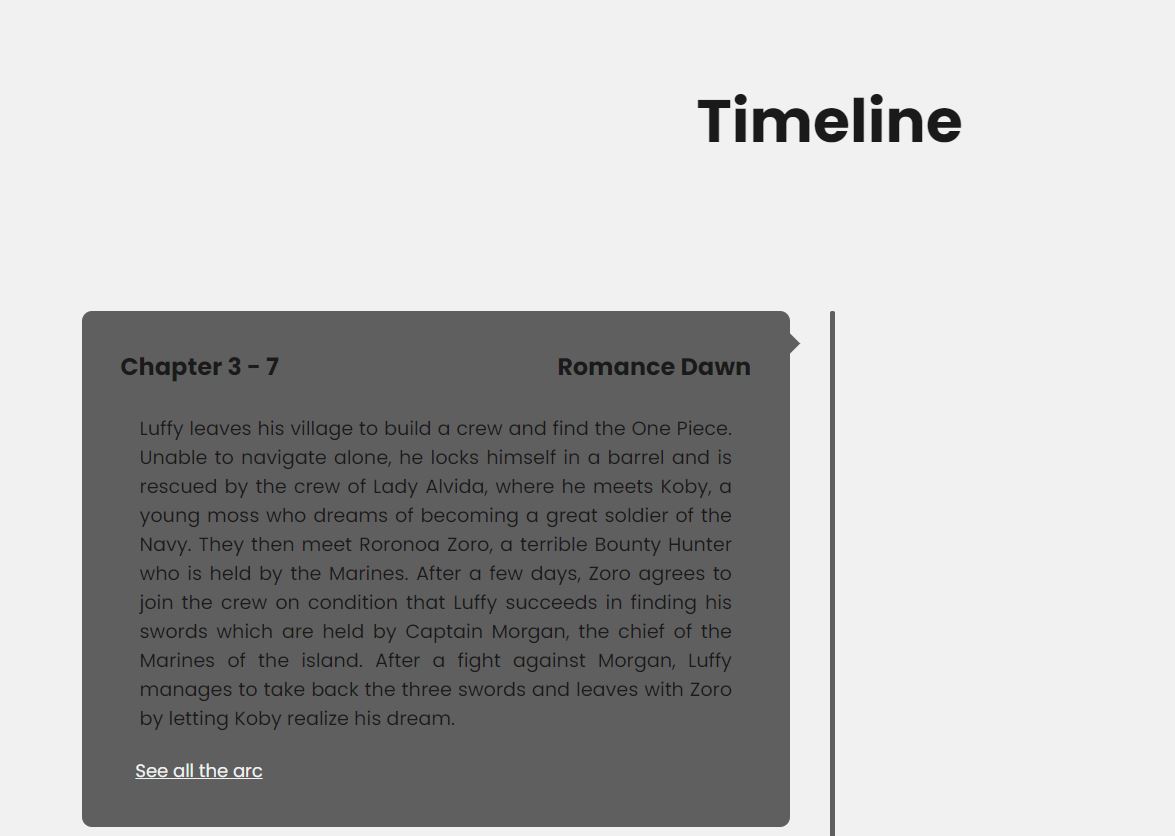 Timeline
Chapter 3 - 7 Romance Dawn
Luffy leaves his village to build a crew and find the One Piece.
Unable to navigate alone, he locks himself in a barrel and is
rescued by the crew of Lady Alvida, where he meets Koby, a
young moss who dreams of becoming a great soldier of the
Navy. They then meet Roronoa Zoro, a terrible Bounty Hunter
who is held by the Marines. After a few days, Zoro agrees to
join the crew on condition that Luffy succeeds in finding his
swords which are held by Captain Morgan, the chief of the
Marines of the island. After a fight against Morgan, Luffy
manages to take back the three swords and leaves with Zoro
by letting Koby realize his dream.
See all the arc